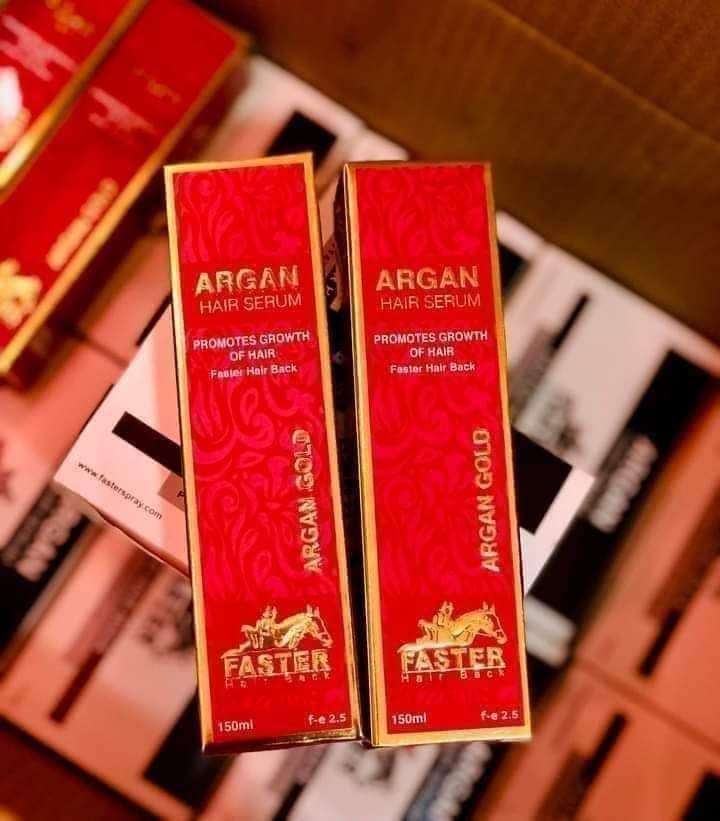 ARGAN
HAIR SERUM
PROMOTES GROWTH
OF HAIR
Faster Hair Back
ARGAN GOLD
FASTER
Hair Back
150ml
f-e 2.5
ARGAN
HAIR SERUM
PROMOTES GROWTH
OF HAIR
Faster Hair Back
ARGAN GOLD
FASTER
Hair Back
150ml
f-e 2.5
www.fasterspray.com
ARGAN GOLD